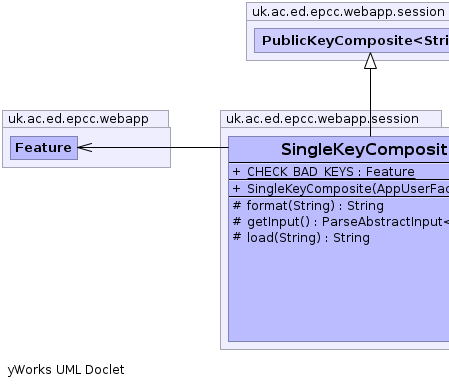 uk.ac.ed.epcc.webapp.session
PublicKeyComposite<Stri
uk.ac.ed.epcc.webapp
Feature
uk.ac.ed.epcc.webapp.session
SingleKeyComposit
+ CHECK_BAD_KEYS : Feature
+ SingleKeyComposite(AppUserFac
# format(String) : String
# getInput() : ParseAbstractInput<
# load(String) : String
yWorks UML Doclet